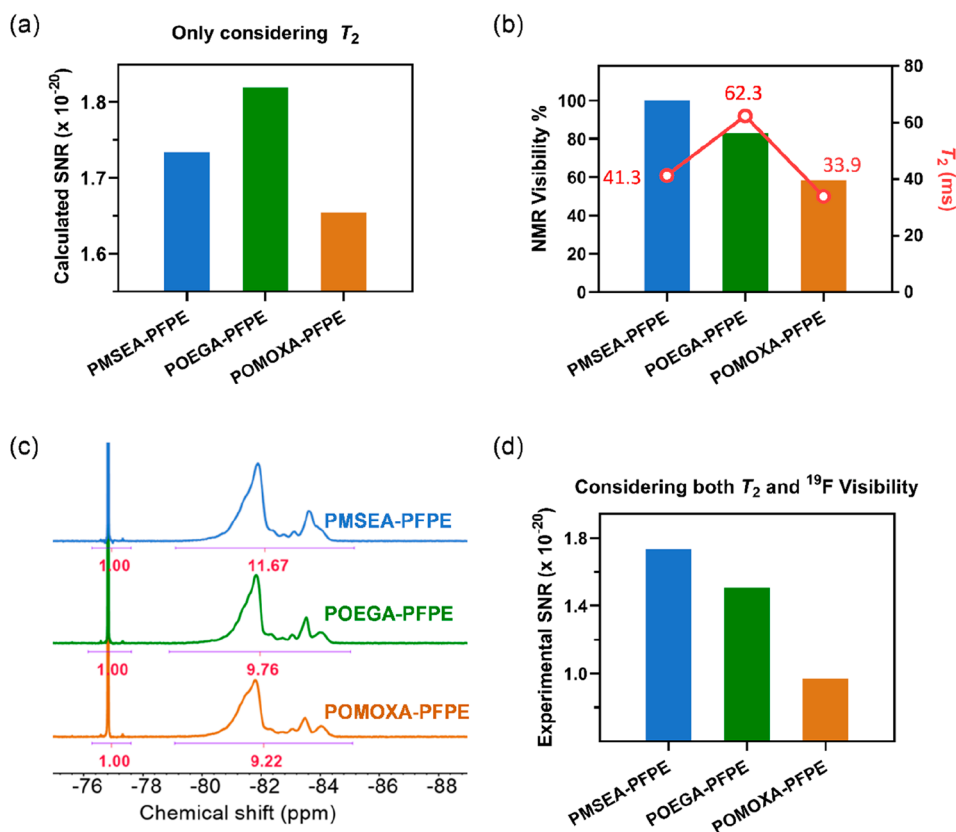 (a)
Only considering T₂
Calculated SNR (x 10⁻²⁰)
1.8
1.7
1.6
PMSEA-PFPE
POEGA-PFPE
POMOXA-PFPE
(b)
NMR Visibility %
100
80
60
40
20
0
41.3
62.3
33.9
80
60
40
20
0
T₂ (ms)
PMSEA-PFPE
POEGA-PFPE
POMOXA-PFPE
(c)
PMSEA-PFPE
1.00
11.67
POEGA-PFPE
1.00
9.76
POMOXA-PFPE
1.00
9.22
-76 -78 -80 -82 -84 -86 -88
Chemical shift (ppm)
(d)
Considering both T₂ and ¹⁹F Visibility
Experimental SNR (x 10⁻²⁰)
1.8
1.4
1.0
PMSEA-PFPE
POEGA-PFPE
POMOXA-PFPE